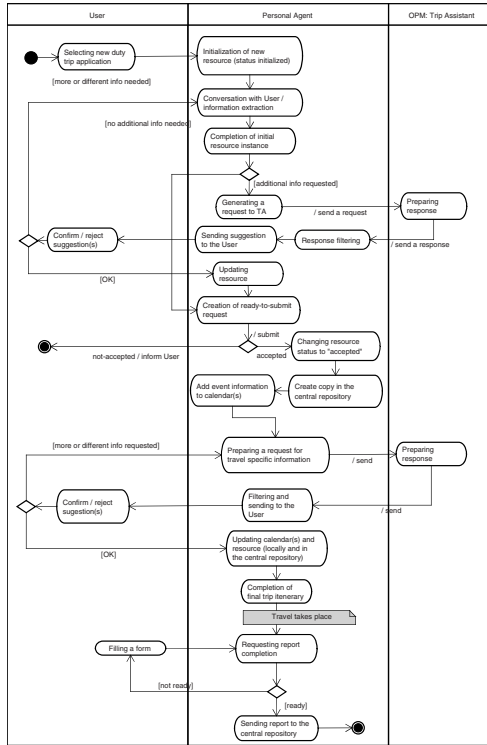 User
Personal Agent
OPM: Trip Assistant
Selecting new duty
trip application
Initialization of new
resource (status initialized)
[more or different info needed]
Conversation with User /
information extraction
[no additional info needed]
Completion of initial
resource instance
[additional info requested]
Generating a
request to TA
/ send a request
Preparing
response
Confirm / reject
suggestion(s)
Sending suggestion
to the User
Response filtering
/ send a response
[OK]
Updating
resource
Creation of ready-to-submit
request
/ submit
not-accepted / inform User
accepted
Changing resource
status to "accepted"
Add event information
to calendar(s)
Create copy in the
central repository
[more or different info requested]
Preparing a request for
travel specific information
/ send
Preparing
response
Confirm / reject
sugestion(s)
Filtering and
sending to the
User
/ send
[OK]
Updating calendar(s) and
resource (locally and in
the central repository)
Completion of
final trip itenerary
Travel takes place
Filling a form
Requesting report
completion
[not ready]
[ready]
Sending report to the
central repository